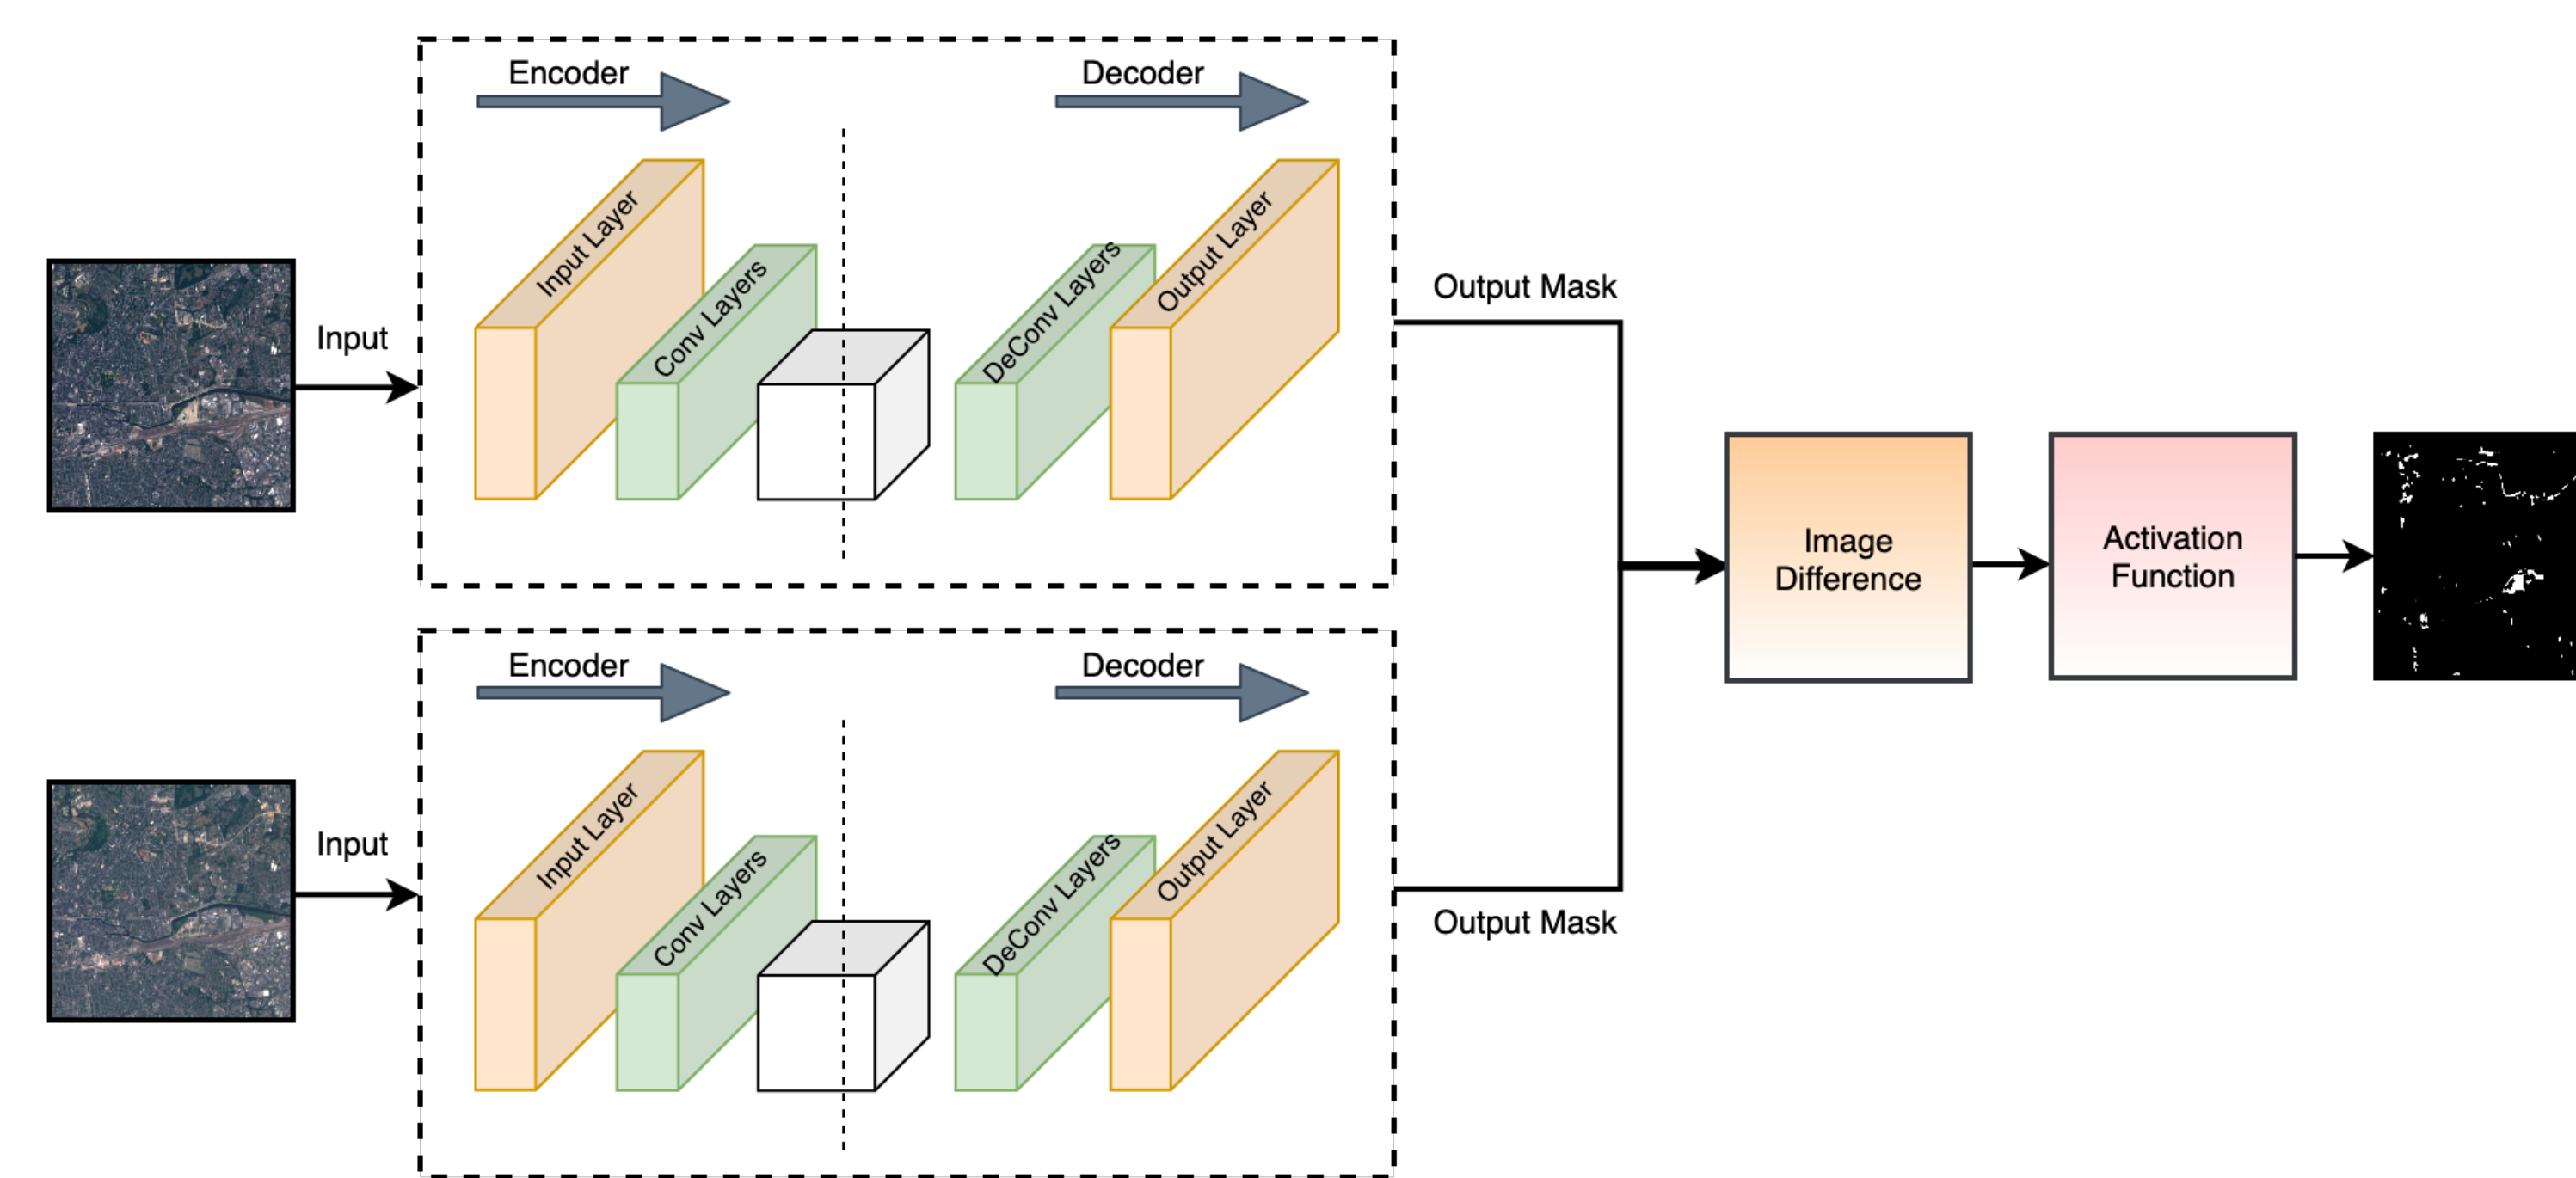 Encoder
Decoder
Input Layer
Conv Layers
DeConv Layers
Output Layer
Input
Output Mask
Image
Difference
Activation
Function
Encoder
Decoder
Input Layer
Conv Layers
DeConv Layers
Output Layer
Input
Output Mask